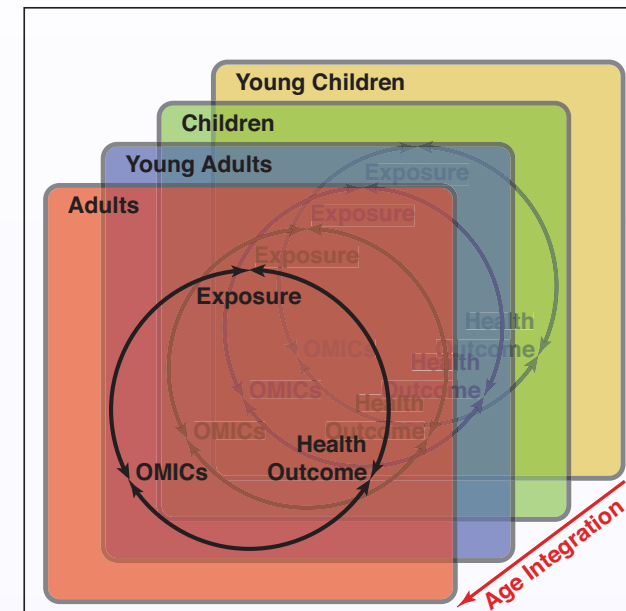 Young Children
Children
Young Adults
Adults
Exposure
Exposure
Exposure
Exposure
Health
Outcome
OMICs
Health
Outcome
OMICs
Health
Outcome
OMICs
Health
Outcome
OMICs
Age Integration